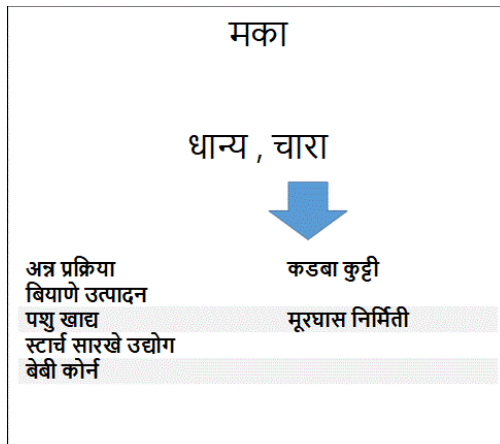 मका
धान्य , चारा
अन्न प्रक्रिया कडबा कुट्टी
बियाणे उत्पादन
पशु खाद्य मूरघास निर्मिती
स्टार्च सारखे उद्योग
बेबी कोर्न